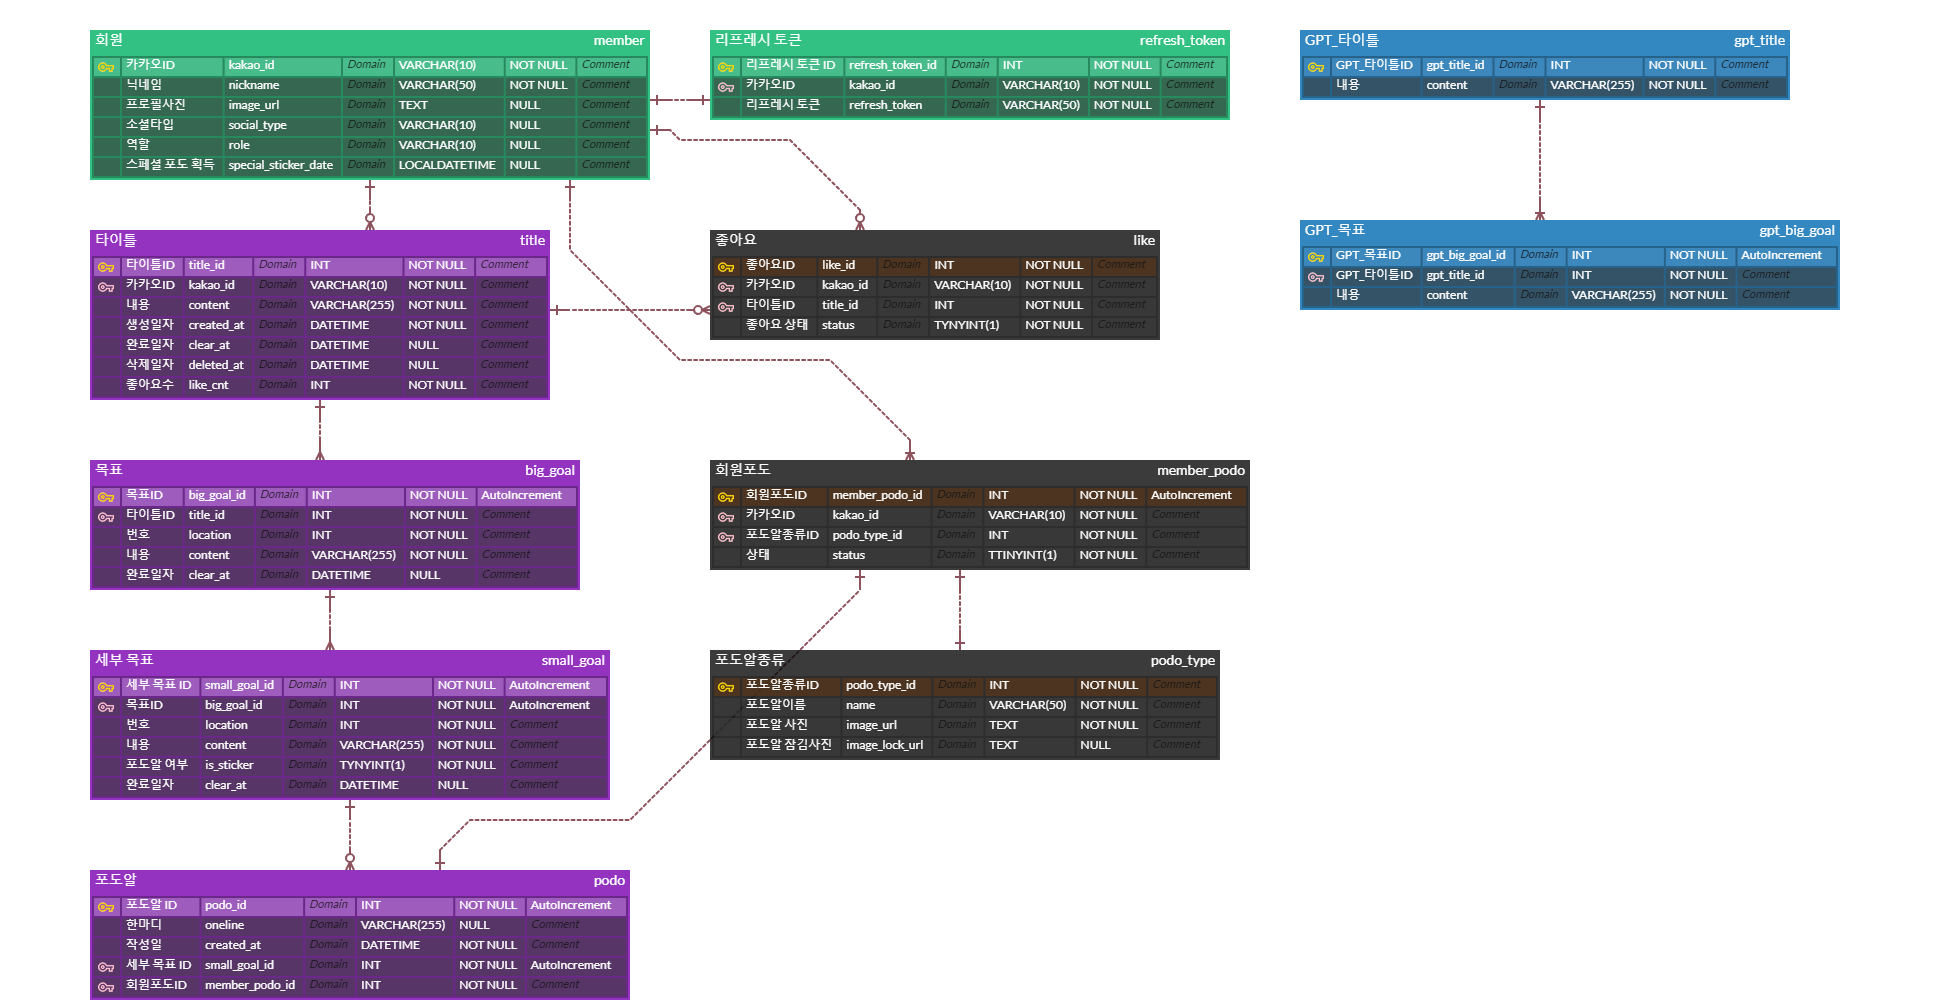 회원 member
카카오ID kakao_id Domain VARCHAR(10) NOT NULL Comment
닉네임 nickname Domain VARCHAR(50) NOT NULL Comment
프로필사진 image_url Domain TEXT NULL Comment
소셜타입 social_type Domain VARCHAR(10) NULL Comment
역할 role Domain VARCHAR(10) NULL Comment
스페셜 포도 획득 special_sticker_date Domain LOCALDATETIME NULL Comment
리프레시 토큰 refresh_token
리프레시 토큰 ID refresh_token_id Domain INT NOT NULL Comment
카카오ID kakao_id Domain VARCHAR(10) NOT NULL Comment
리프레시 토큰 refresh_token Domain VARCHAR(50) NOT NULL Comment
GPT_타이틀 gpt_title
GPT_타이틀ID gpt_title_id Domain INT NOT NULL Comment
내용 content Domain VARCHAR(255) NOT NULL Comment
타이틀 title
타이틀ID title_id Domain INT NOT NULL Comment
카카오ID kakao_id Domain VARCHAR(10) NOT NULL Comment
내용 content Domain VARCHAR(255) NOT NULL Comment
생성일자 created_at Domain DATETIME NOT NULL Comment
완료일자 clear_at Domain DATETIME NULL Comment
삭제일자 deleted_at Domain DATETIME NULL Comment
좋아요수 like_cnt Domain INT NOT NULL Comment
좋아요 like
좋아요ID like_id Domain INT NOT NULL Comment
카카오ID kakao_id Domain VARCHAR(10) NOT NULL Comment
타이틀ID title_id Domain INT NOT NULL Comment
좋아요 상태 status Domain TYNYINT(1) NOT NULL Comment
GPT_목표 gpt_big_goal
GPT_목표ID gpt_big_goal_id Domain INT NOT NULL AutoIncrement
GPT_타이틀ID gpt_title_id Domain INT NOT NULL Comment
내용 content Domain VARCHAR(255) NOT NULL Comment
목표 big_goal
목표ID big_goal_id Domain INT NOT NULL AutoIncrement
타이틀ID title_id Domain INT NOT NULL Comment
번호 location Domain INT NOT NULL Comment
내용 content Domain VARCHAR(255) NOT NULL Comment
완료일자 clear_at Domain DATETIME NULL Comment
회원포도 member_podo
회원포도ID member_podo_id Domain INT NOT NULL AutoIncrement
카카오ID kakao_id Domain VARCHAR(10) NOT NULL Comment
포도알종류ID podo_type_id Domain INT NOT NULL Comment
상태 status Domain TTINYINT(1) NOT NULL Comment
세부 목표 small_goal
세부 목표 ID small_goal_id Domain INT NOT NULL AutoIncrement
목표ID big_goal_id Domain INT NOT NULL AutoIncrement
번호 location Domain INT NOT NULL Comment
내용 content Domain VARCHAR(255) NOT NULL Comment
포도알 여부 is_sticker Domain TYNYINT(1) NOT NULL Comment
완료일자 clear_at Domain DATETIME NULL Comment
포도알종류 podo_type
포도알종류ID podo_type_id Domain INT NOT NULL Comment
포도알이름 name Domain VARCHAR(50) NOT NULL Comment
포도알 사진 image_url Domain TEXT NOT NULL Comment
포도알 잠김사진 image_lock_url Domain TEXT NULL Comment
포도알 podo
포도알 ID podo_id Domain INT NOT NULL AutoIncrement
한마디 oneline Domain VARCHAR(255) NULL Comment
작성일 created_at Domain DATETIME NOT NULL Comment
세부 목표 ID small_goal_id Domain INT NOT NULL AutoIncrement
회원포도ID member_podo_id Domain INT NOT NULL Comment